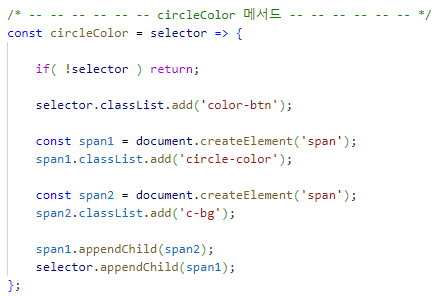 /* -- -- -- -- -- -- circleColor 메서드 -- -- -- -- -- -- */
const circleColor = selector => {
if( !selector ) return;
selector.classList.add('color-btn');
const span1 = document.createElement('span');
span1.classList.add('circle-color');
const span2 = document.createElement('span');
span2.classList.add('c-bg');
span1.appendChild(span2);
selector.appendChild(span1);
};